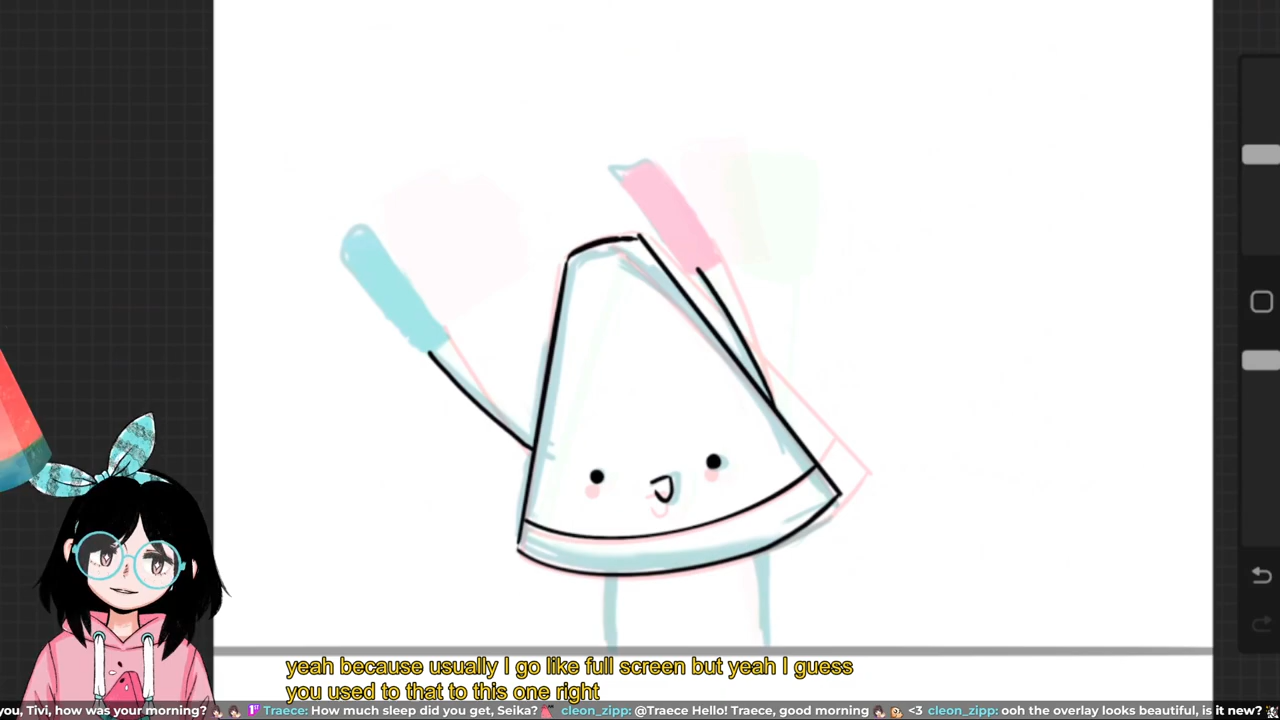 yeah because usually I go like full screen but yeah I guess
you used to that to this one right
you, Tivi, how was your morning? 1st Traece: How much sleep did you get, Seika? cleon_zipp: @Traece Hello! Traece, good morning <3 cleon_zipp: ooh the overlay looks beautiful, is it new?